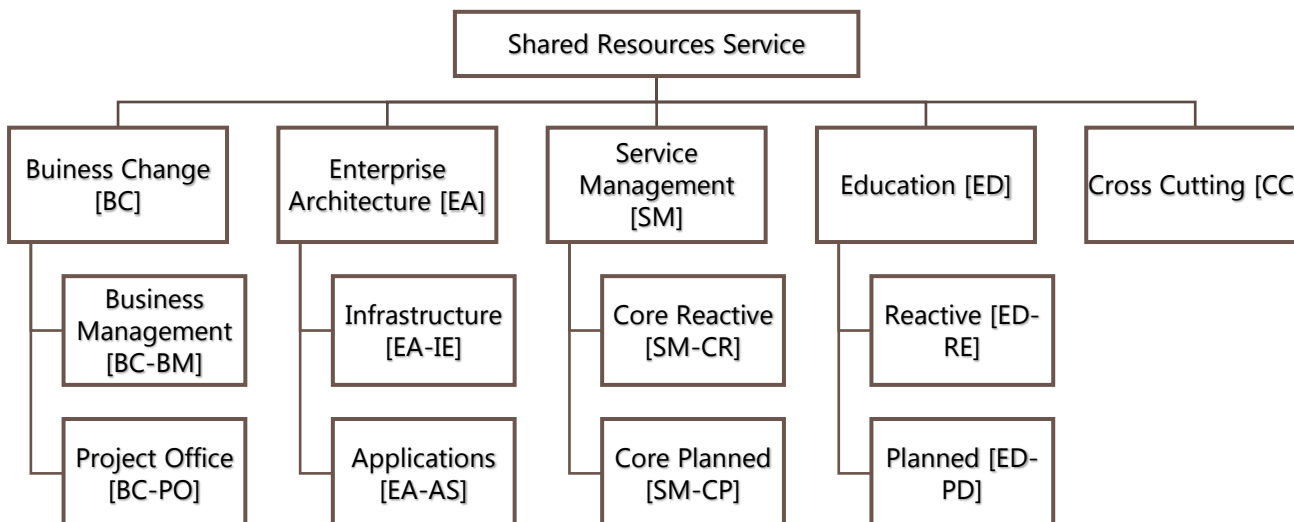 Shared Resources Service
Buiness Change
[BC]
Enterprise
Architecture [EA]
Service
Management
[SM]
Education [ED]
Cross Cutting [CC
Business
Management
[BC-BM]
Infrastructure
[EA-IE]
Core Reactive
[SM-CR]
Reactive [ED-
RE]
Project Office
[BC-PO]
Applications
[EA-AS]
Core Planned
[SM-CP]
Planned [ED-
PD]